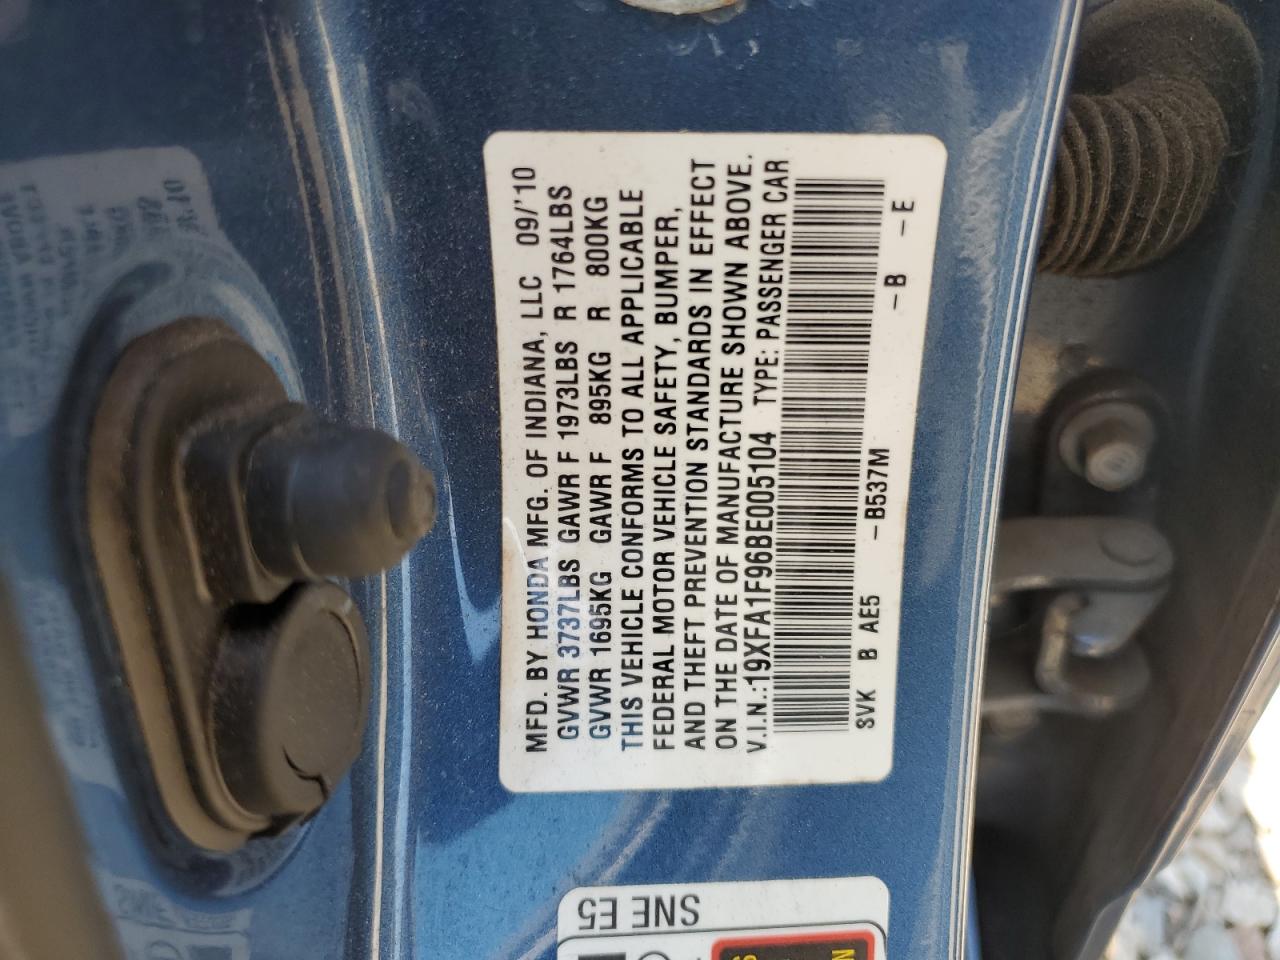 MFD. BY HONDA MFG. OF INDIANA, LLC 09/'10
GVWR 3737LBS GAWR F 1973LBS R 1764LBS
GVWR 1695KG GAWR F 895KG R 800KG
THIS VEHICLE CONFORMS TO ALL APPLICABLE
FEDERAL MOTOR VEHICLE SAFETY, BUMPER,
AND THEFT PREVENTION STANDARDS IN EFFECT
ON THE DATE OF MANUFACTURE SHOWN ABOVE.
V.I.N.:19XFA1F96BE005104 TYPE: PASSENGER CAR
SVK B AE5 -B537M -B -E
SNE E5